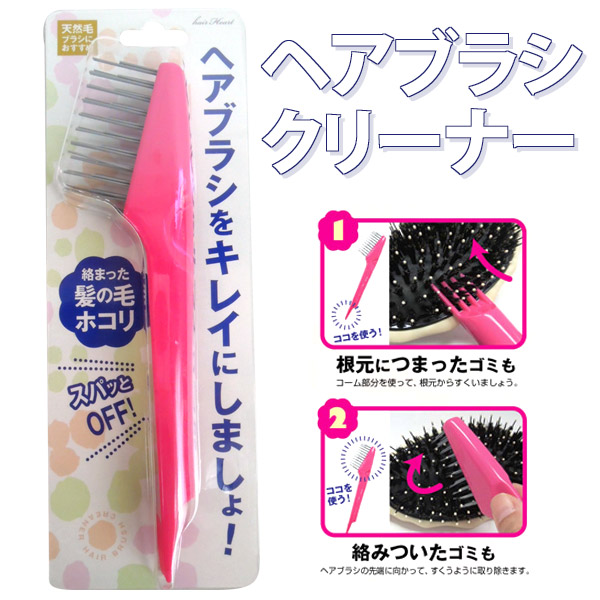 天然毛
ブラシに
おすすめ
hair Heart
ヘアブラシをキレイにしましょ!
絡まった
髪の毛
ホコリ
スパッと
OFF!
ヘアブラシ
クリーナー
1
ココを使う!
根元につまったゴミも
コーム部分を使って、根元からすくいましょう。
2
ココを使う!
絡みついたゴミも
ヘアブラシの先端に向かって、すくうように取り除きます。